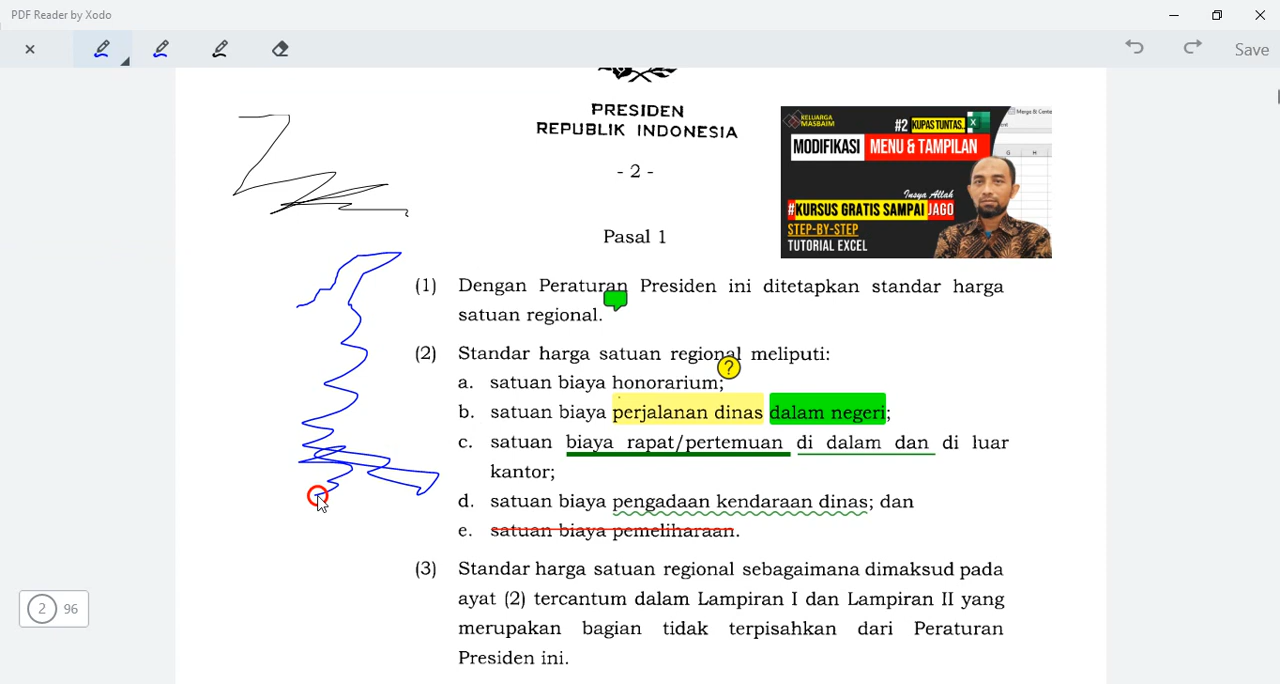 PDF Reader by Xodo
Save
PRESIDEN
REPUBLIK INDONESIA
- 2 -
KELUARGA
MASBAIM
#2 KUPAS TUNTAS.
MODIFIKASI MENU & TAMPILAN
Insya Allah
#KURSUS GRATIS SAMPAI JAGO
STEP-BY-STEP
TUTORIAL EXCEL
Merge & Cente
G H
Pasal 1
(1) Dengan Peraturan Presiden ini ditetapkan standar harga
satuan regional.
(2) Standar harga satuan regional meliputi:
?
a. satuan biaya honorarium;
b. satuan biaya perjalanan dinas dalam negeri;
c. satuan biaya rapat/pertemuan di dalam dan di luar
kantor;
d. satuan biaya pengadaan kendaraan dinas; dan
e. satuan biaya pemeliharaan.
(3) Standar harga satuan regional sebagaimana dimaksud pada
ayat (2) tercantum dalam Lampiran I dan Lampiran II yang
merupakan bagian tidak terpisahkan dari Peraturan
Presiden ini.
2 96